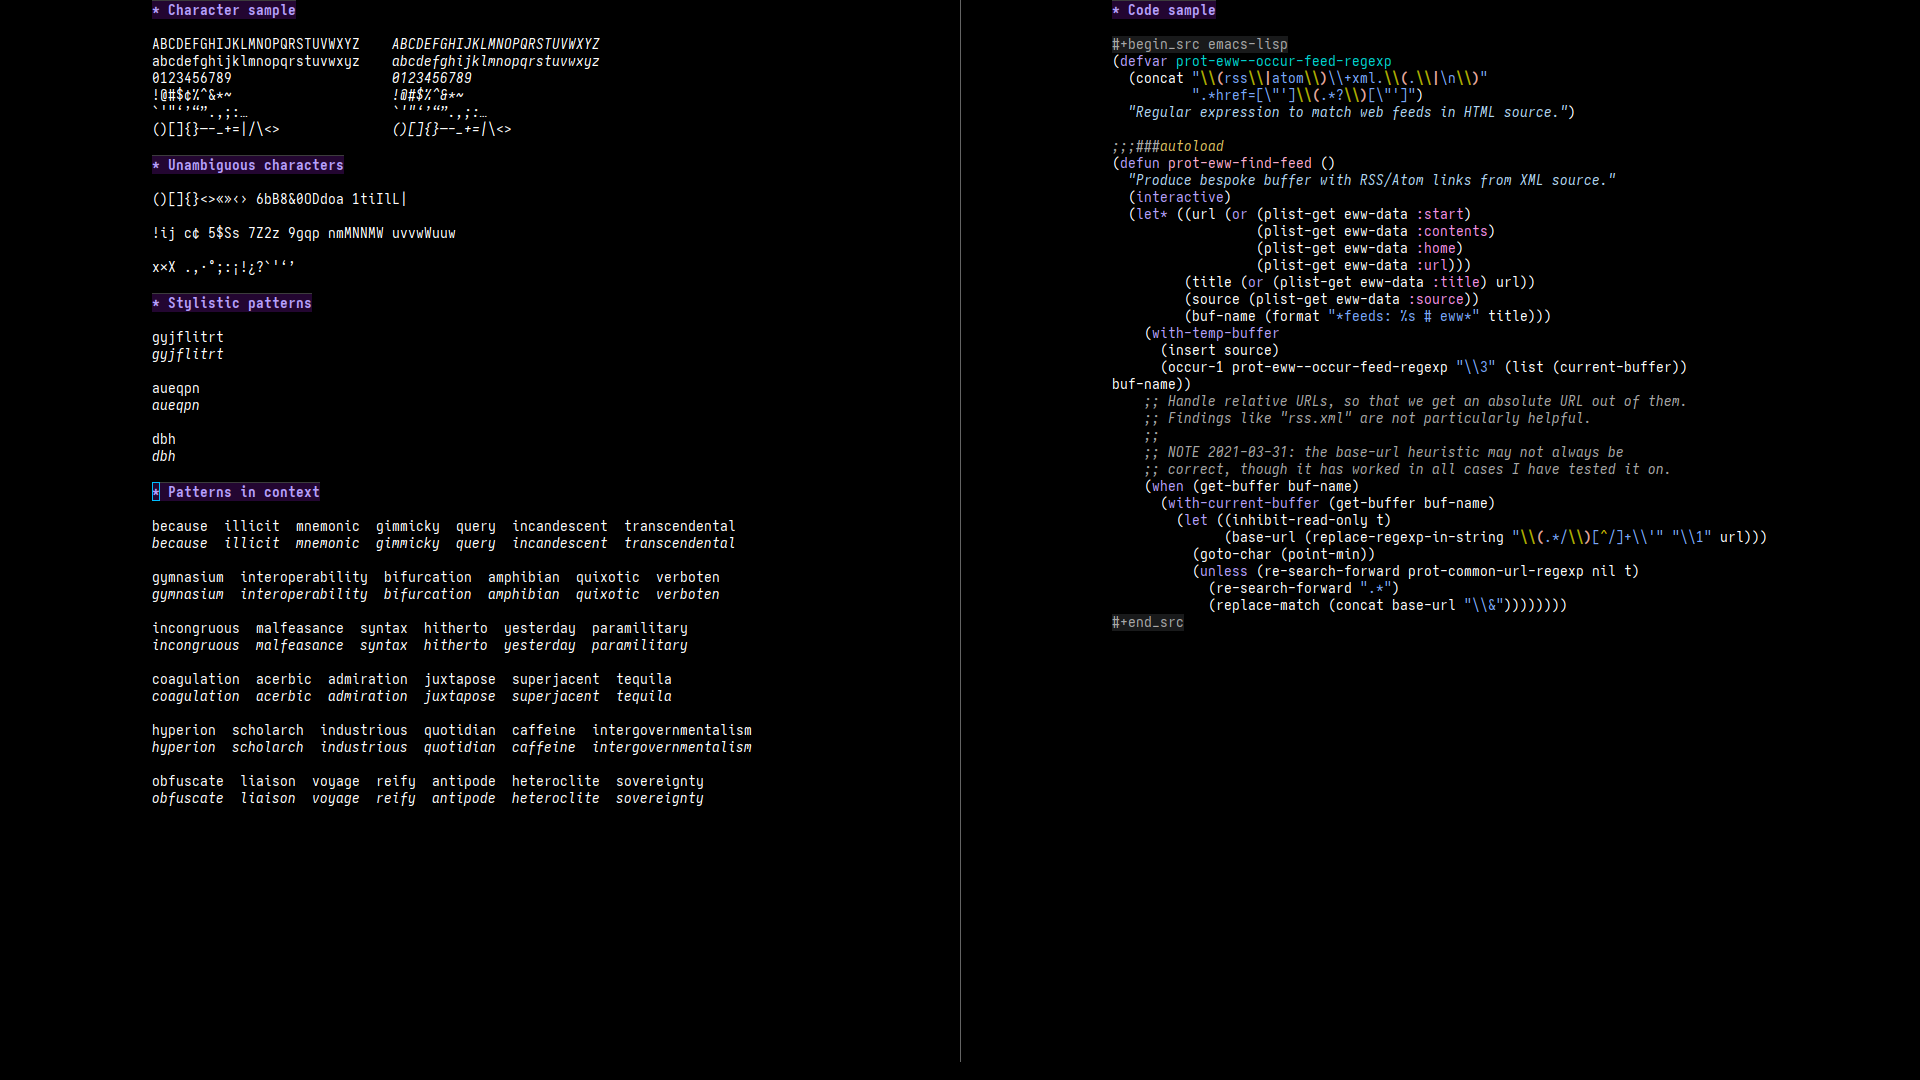 * Character sample
ABCDEFGHIJKLMNOPQRSTUVWXYZ    ABCDEFGHIJKLMNOPQRSTUVWXYZ
abcdefghijklmnopqrstuvwxyz    abcdefghijklmnopqrstuvwxyz
0123456789                    0123456789
!@#$¢%^&*~                    !@#$%^&*~
`'"‘’“”.,;:…                  `'"‘’“”.,;:…
()[]{}—-_+=|/\<>              ()[]{}—-_+=|\<>
* Unambiguous characters
()[]{}<>«»‹› 6bB8&0ODdoa 1tiIlL|
!ij c¢ 5$Ss 7Z2z 9gqp nmMNNMW uvvwWuuw
x×X .,·°;:¡!¿?`'‘’
* Stylistic patterns
gyjflitrt
gyjflitrt
aueqpn
aueqpn
dbh
dbh
* Patterns in context
because  illicit  mnemonic  gimmicky  query  incandescent  transcendental
because  illicit  mnemonic  gimmicky  query  incandescent  transcendental
gymnasium  interoperability  bifurcation  amphibian  quixotic  verboten
gymnasium  interoperability  bifurcation  amphibian  quixotic  verboten
incongruous  malfeasance  syntax  hitherto  yesterday  paramilitary
incongruous  malfeasance  syntax  hitherto  yesterday  paramilitary
coagulation  acerbic  admiration  juxtapose  superjacent  tequila
coagulation  acerbic  admiration  juxtapose  superjacent  tequila
hyperion  scholarch  industrious  quotidian  caffeine  intergovernmentalism
hyperion  scholarch  industrious  quotidian  caffeine  intergovernmentalism
obfuscate  liaison  voyage  reify  antipode  heteroclite  sovereignty
obfuscate  liaison  voyage  reify  antipode  heteroclite  sovereignty
* Code sample
#+begin_src emacs-lisp
(defvar prot-eww--occur-feed-regexp
  (concat "\\(rss\\|atom\\)\\+xml.\\(.\\|\n\\)"
          ".*href=[\"']\\(.*?\\)[\"']")
  "Regular expression to match web feeds in HTML source.")
;;;###autoload
(defun prot-eww-find-feed ()
  "Produce bespoke buffer with RSS/Atom links from XML source."
  (interactive)
  (let* ((url (or (plist-get eww-data :start)
                  (plist-get eww-data :contents)
                  (plist-get eww-data :home)
                  (plist-get eww-data :url)))
         (title (or (plist-get eww-data :title) url))
         (source (plist-get eww-data :source))
         (buf-name (format "*feeds: %s # eww*" title)))
    (with-temp-buffer
      (insert source)
      (occur-1 prot-eww--occur-feed-regexp "\\3" (list (current-buffer))
buf-name))
    ;; Handle relative URLs, so that we get an absolute URL out of them.
    ;; Findings like "rss.xml" are not particularly helpful.
    ;;
    ;; NOTE 2021-03-31: the base-url heuristic may not always be
    ;; correct, though it has worked in all cases I have tested it on.
    (when (get-buffer buf-name)
      (with-current-buffer (get-buffer buf-name)
        (let ((inhibit-read-only t)
              (base-url (replace-regexp-in-string "\\(.*/\\)[^/]+\\'" "\\1" url)))
          (goto-char (point-min))
          (unless (re-search-forward prot-common-url-regexp nil t)
            (re-search-forward ".*")
            (replace-match (concat base-url "\\&"))))))))
#+end_src